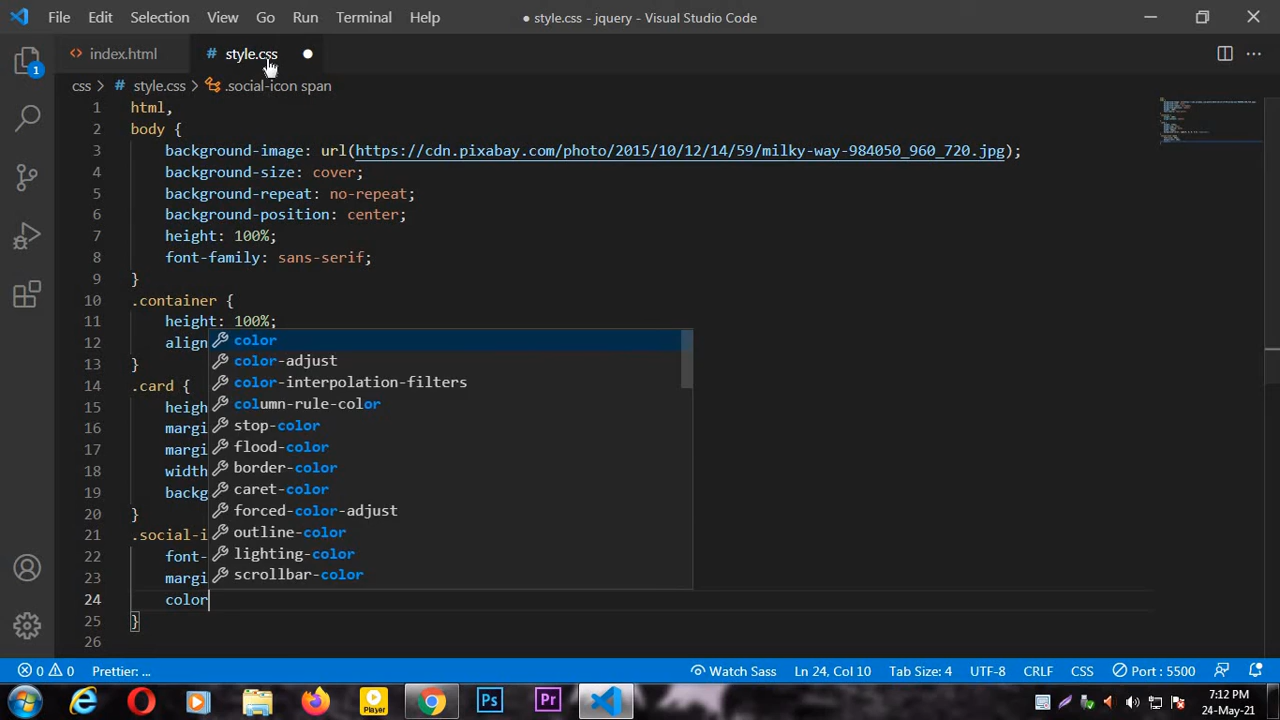 File Edit Selection View Go Run Terminal Help
● style.css - jquery - Visual Studio Code
<> index.html # style.css
css > # style.css > .social-icon span
1 html,
2 body {
3 background-image: url(https://cdn.pixabay.com/photo/2015/10/12/14/59/milky-way-984050_960_720.jpg);
4 background-size: cover;
5 background-repeat: no-repeat;
6 background-position: center;
7 height: 100%;
8 font-family: sans-serif;
9 }
10 .container {
11 height: 100%;
12 align
13 }
14 .card {
15 heigh
16 margi
17 margi
18 width
19 backg
20 }
21 .social-i
22 font-
23 margi
24 color
25 }
26
color
color-adjust
color-interpolation-filters
column-rule-color
stop-color
flood-color
border-color
caret-color
forced-color-adjust
outline-color
lighting-color
scrollbar-color
1
0 0 Prettier: ... Watch Sass Ln 24, Col 10 Tab Size: 4 UTF-8 CRLF CSS Port : 5500
Player Ps Pr
7:12 PM
24-May-21